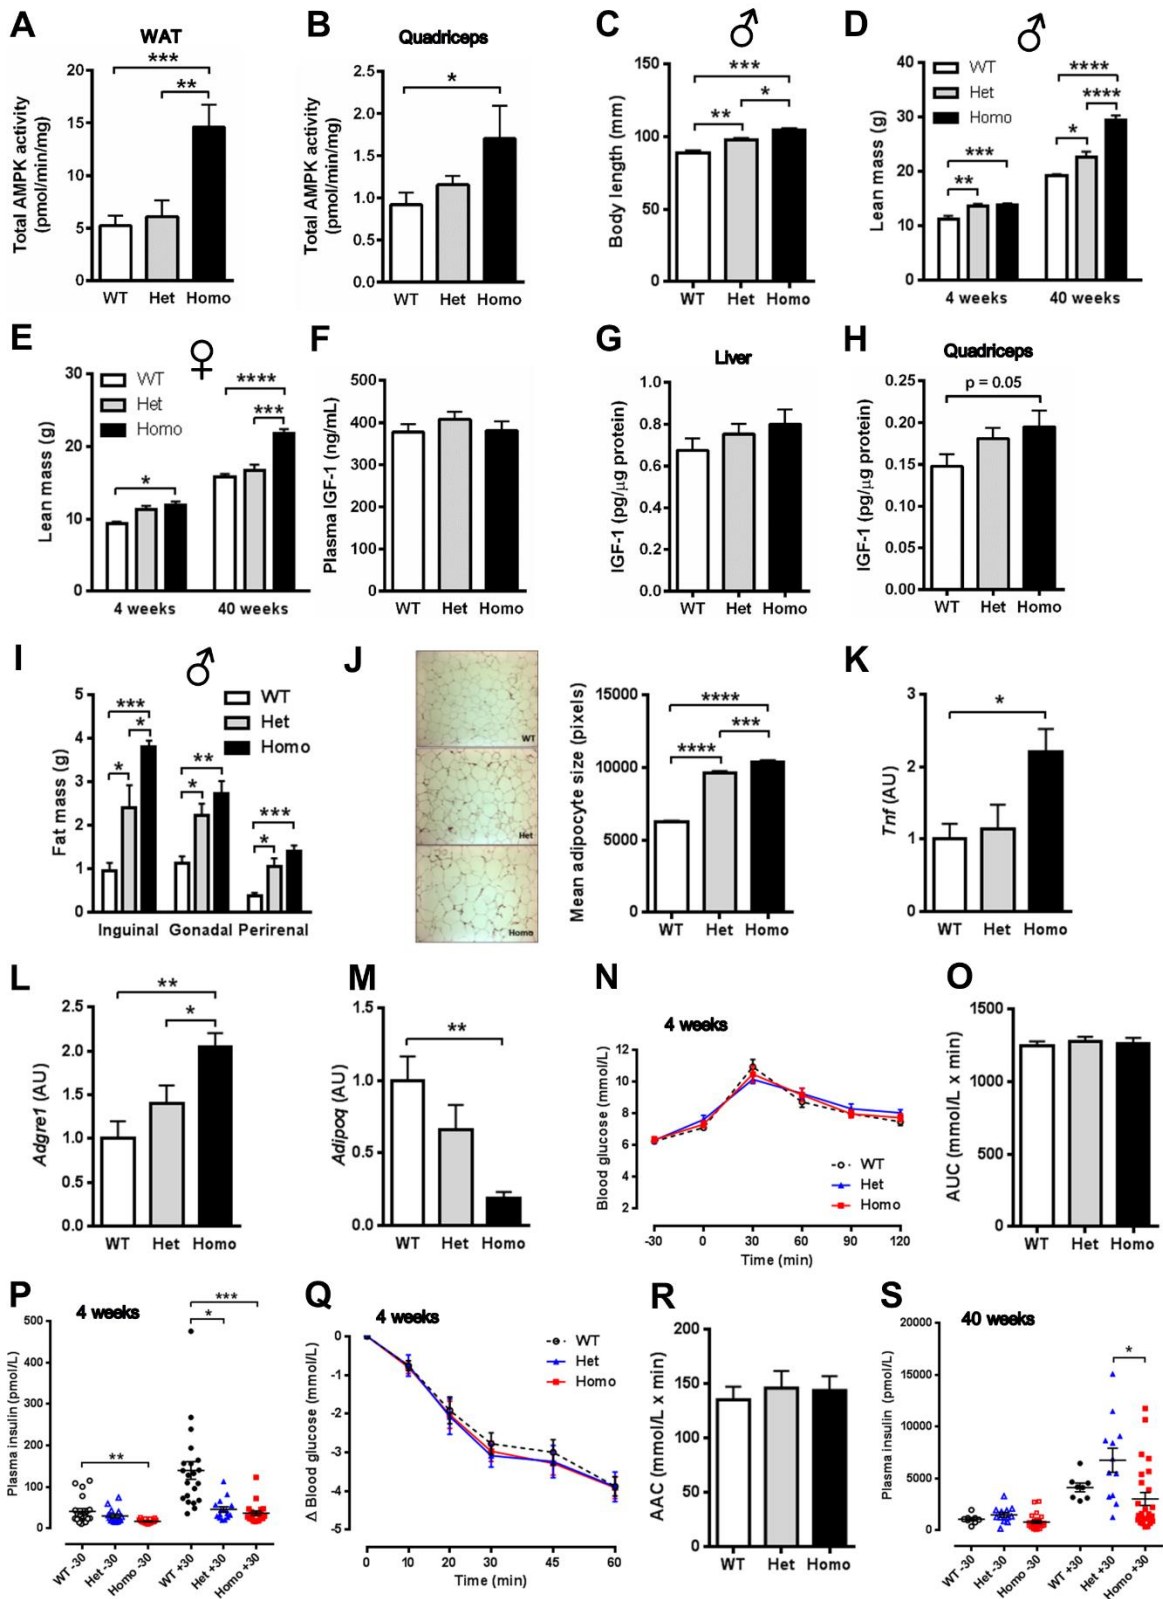 A
WAT
***
**
20
15
10
5
0
Total AMPK activity
(pmol/min/mg)
WT Het Homo
B
Quadriceps
*
2.5
2.0
1.5
1.0
0.5
0.0
Total AMPK activity
(pmol/min/mg)
WT Het Homo
C
♂
***
*
**
150
100
50
0
Body length (mm)
WT Het Homo
D
♂
WT
Het
Homo
****
****
*
***
**
40
30
20
10
0
Lean mass (g)
4 weeks 40 weeks
E
♀
WT
Het
Homo
****
***
*
30
20
10
0
Lean mass (g)
4 weeks 40 weeks
F
500
400
300
200
100
0
Plasma IGF-1 (ng/mL)
WT Het Homo
G
Liver
1.0
0.8
0.6
0.4
0.2
0.0
IGF-1 (pg/µg protein)
WT Het Homo
H
Quadriceps
p = 0.05
0.25
0.20
0.15
0.10
0.05
0.00
IGF-1 (pg/µg protein)
WT Het Homo
I
♂
WT
Het
Homo
***
*
*
**
*
***
*
5
4
3
2
1
0
Fat mass (g)
Inguinal Gonadal Perirenal
J
WT
Het
Homo
****
***
****
15000
10000
5000
0
Mean adipocyte size (pixels)
WT Het Homo
K
*
3
2
1
0
Tnf (AU)
WT Het Homo
L
**
*
2.5
2.0
1.5
1.0
0.5
0.0
Adgre1 (AU)
WT Het Homo
M
**
1.5
1.0
0.5
0.0
Adipoq (AU)
WT Het Homo
N
4 weeks
12
10
8
6
4
2
Blood glucose (mmol/L)
WT
Het
Homo
-30 0 30 60 90 120
Time (min)
O
1500
1000
500
0
AUC (mmol/L x min)
WT Het Homo
P
4 weeks
***
*
**
500
400
300
200
100
0
Plasma insulin (pmol/L)
WT -30 Het -30 Homo -30 WT +30 Het +30 Homo +30
Q
4 weeks
WT
Het
Homo
0
-1
-2
-3
-4
-5
Δ Blood glucose (mmol/L)
0 10 20 30 45 60
Time (min)
R
200
150
100
50
0
AAC (mmol/L x min)
WT Het Homo
S
40 weeks
*
20000
15000
10000
5000
0
Plasma insulin (pmol/L)
WT -30 Het -30 Homo -30 WT +30 Het +30 Homo +30